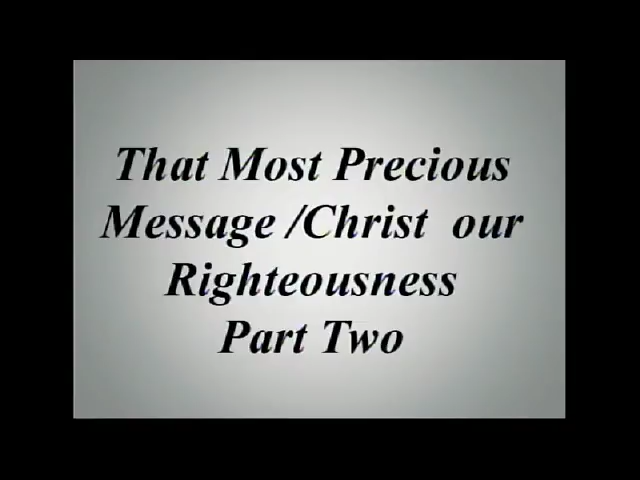 That Most Precious
Message /Christ our
Righteousness
Part Two